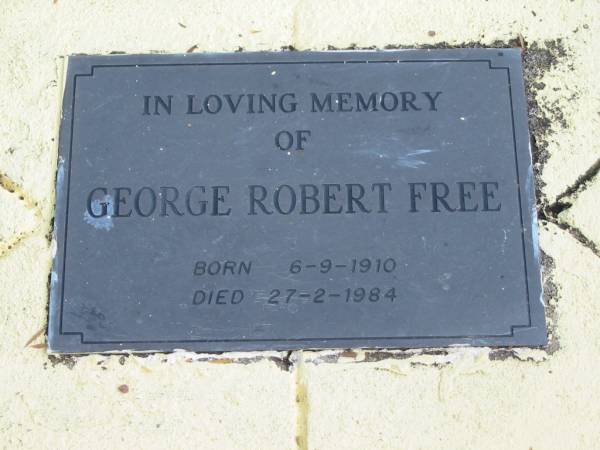 IN LOVING MEMORY
OF
GEORGE ROBERT FREE
BORN 6-9-1910
DIED 27-2-1984